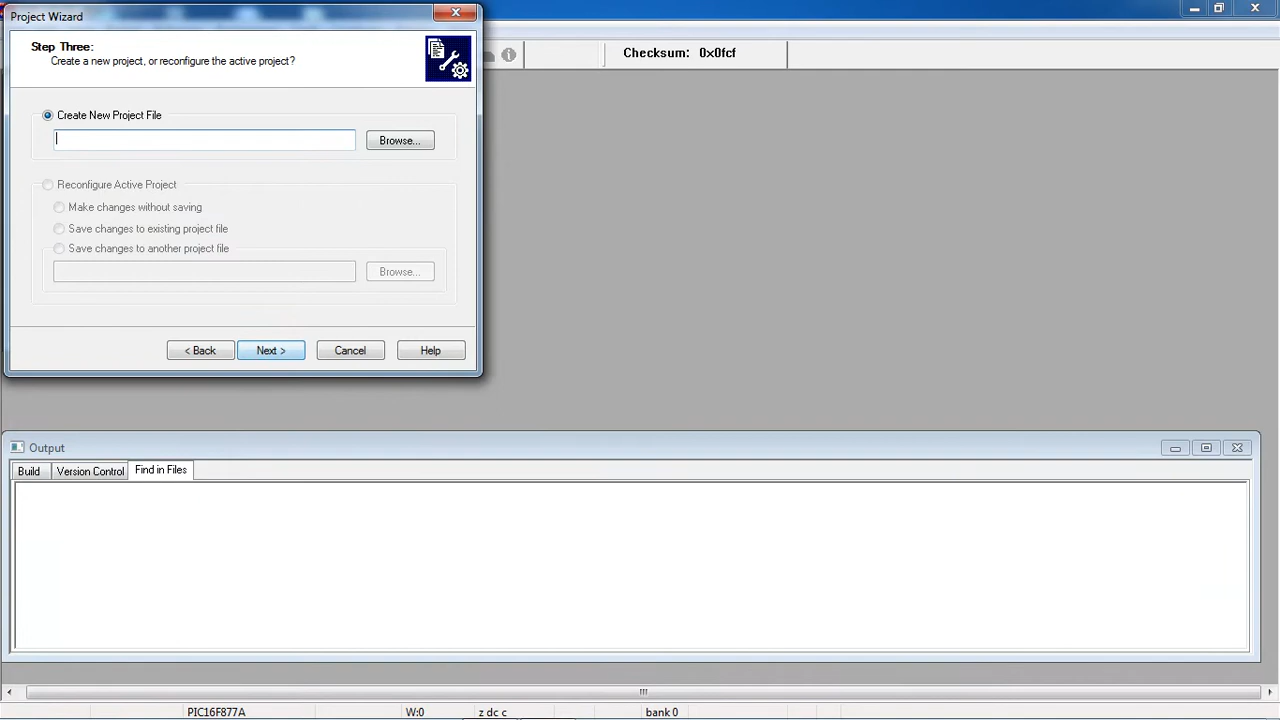 Project Wizard
Step Three:
Create a new project, or reconfigure the active project?
Checksum: 0x0fcf
Create New Project File
Browse...
Reconfigure Active Project
Make changes without saving
Save changes to existing project file
Save changes to another project file
Browse...
< Back Next > Cancel Help
Output
Build Version Control Find in Files
PIC16F877A W:0 z dc c bank 0